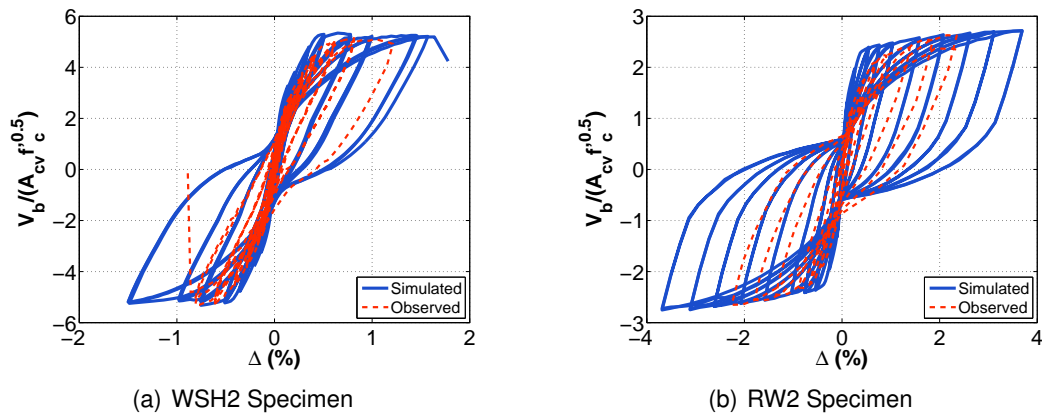 6
4
2
0
−2
−4
−6
−2
−1
0
1
2
V_b/(A_cv f'_c^0.5)
Δ (%)
Simulated
Observed
(a) WSH2 Specimen
3
2
1
0
−1
−2
−3
−4
−2
0
2
4
V_b/(A_cv f'_c^0.5)
Δ (%)
Simulated
Observed
(b) RW2 Specimen